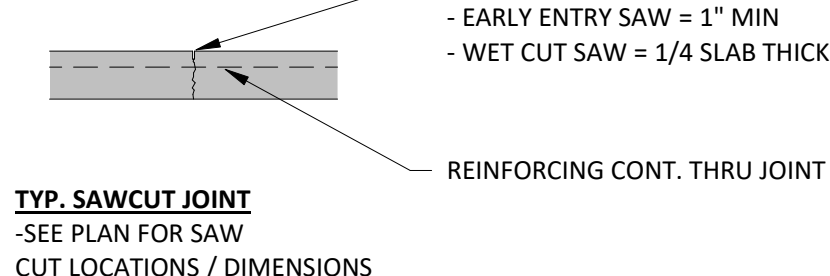 - EARLY ENTRY SAW = 1" MIN
- WET CUT SAW = 1/4 SLAB THICK
REINFORCING CONT. THRU JOINT
TYP. SAWCUT JOINT
-SEE PLAN FOR SAW
CUT LOCATIONS / DIMENSIONS